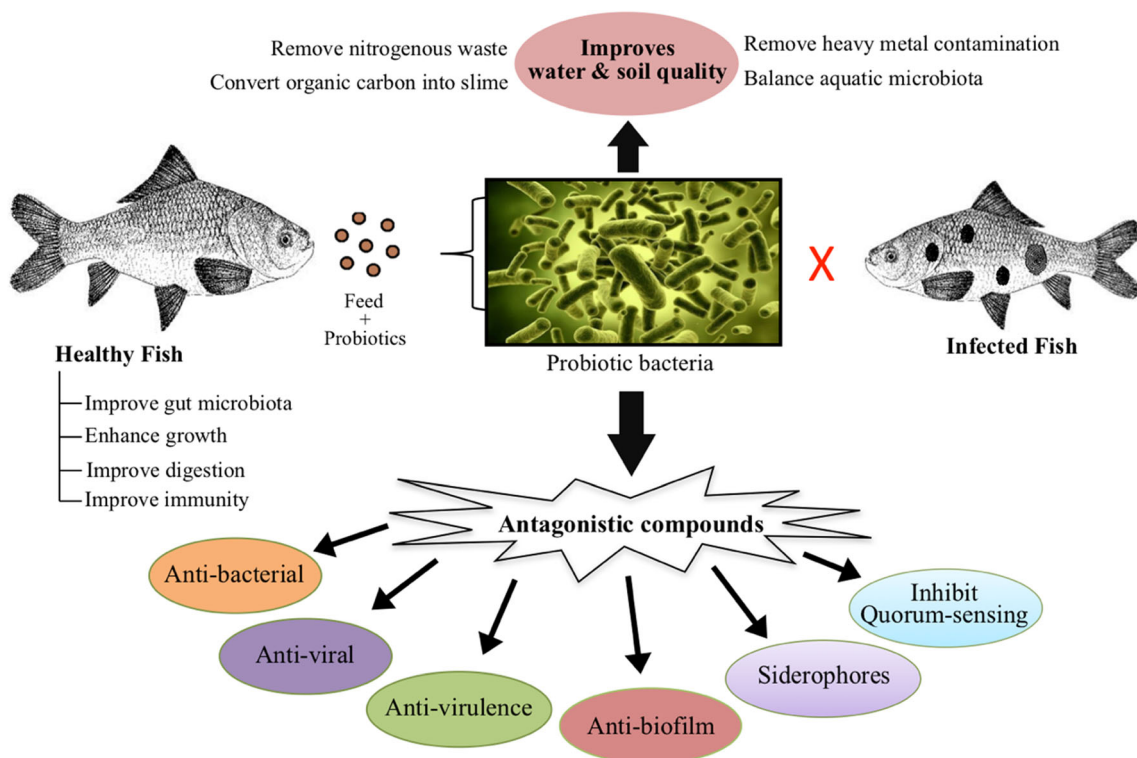 Remove nitrogenous waste
Convert organic carbon into slime
Improves
water & soil quality
Remove heavy metal contamination
Balance aquatic microbiota
Feed
+
Probiotics
Probiotic bacteria
X
Healthy Fish
Improve gut microbiota
Enhance growth
Improve digestion
Improve immunity
Infected Fish
Antagonistic compounds
Anti-bacterial
Anti-viral
Anti-virulence
Anti-biofilm
Siderophores
Inhibit
Quorum-sensing